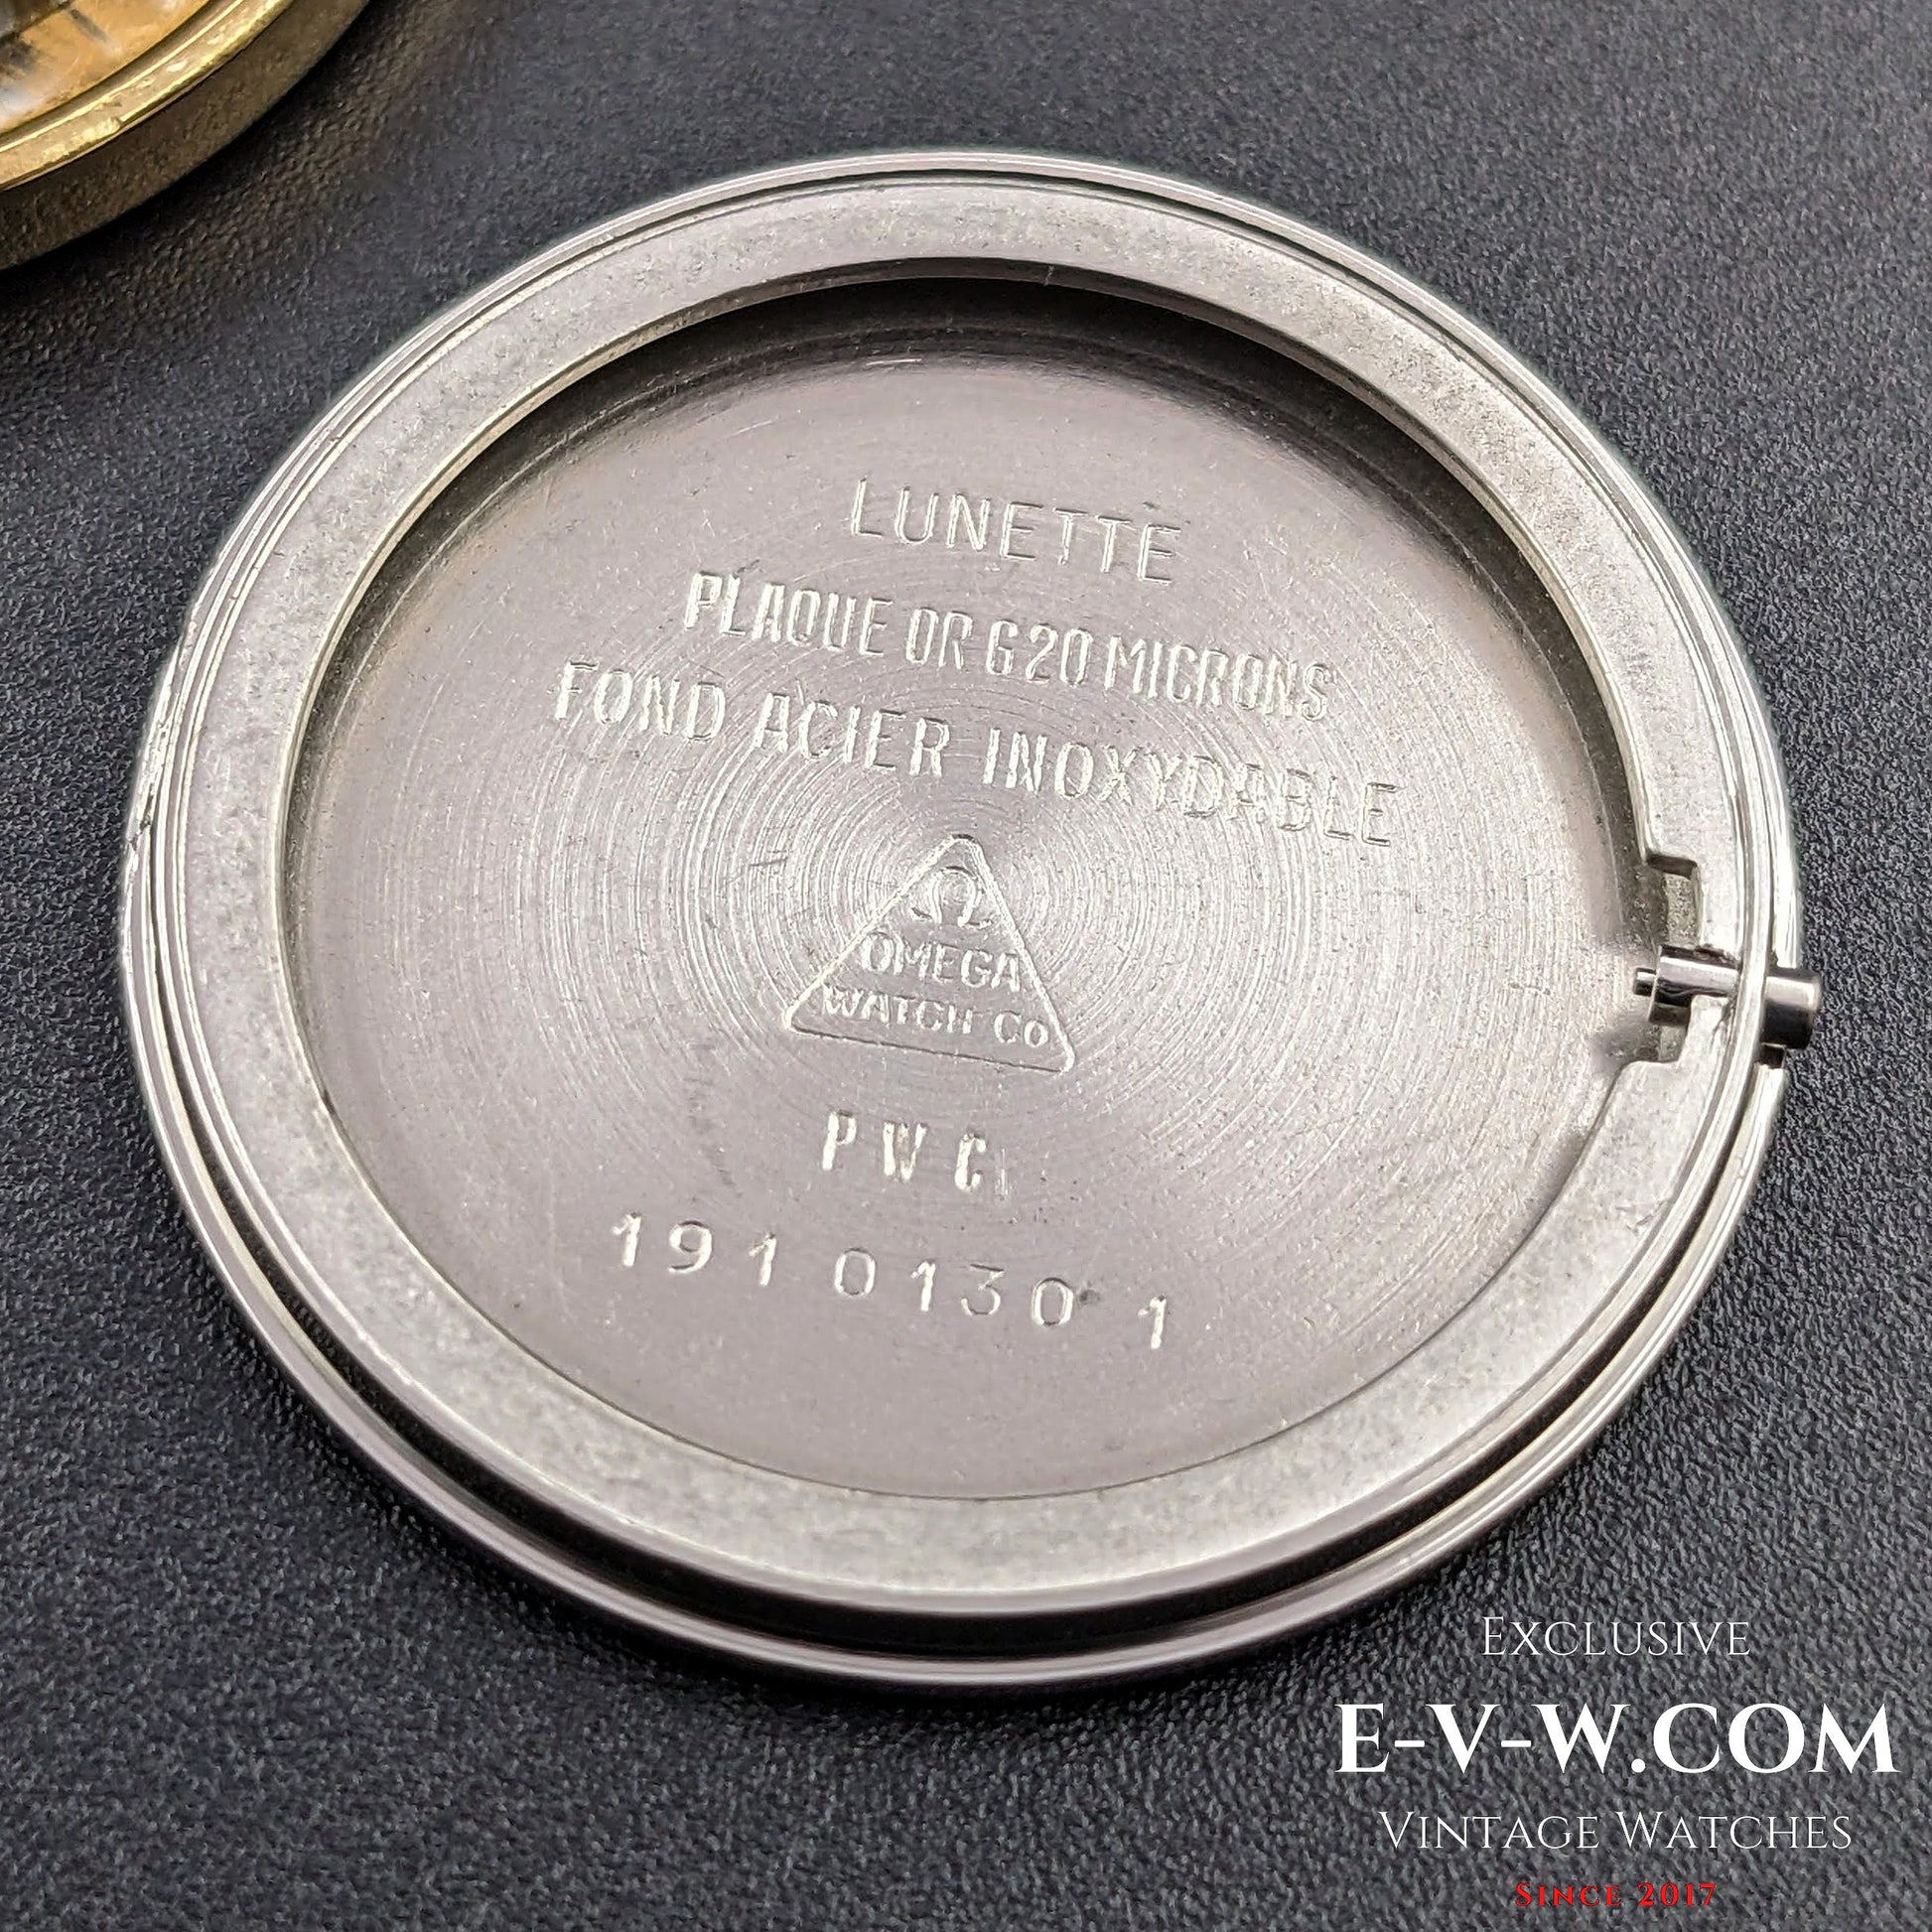 LUNETTE
PLAQUE OR G 20 MICRONS
FOND ACIER INOXYDABLE
Ω
OMEGA
WATCH Co
PWC
191 0130 1
EXCLUSIVE
E-V-W.COM
VINTAGE WATCHES
SINCE 2017